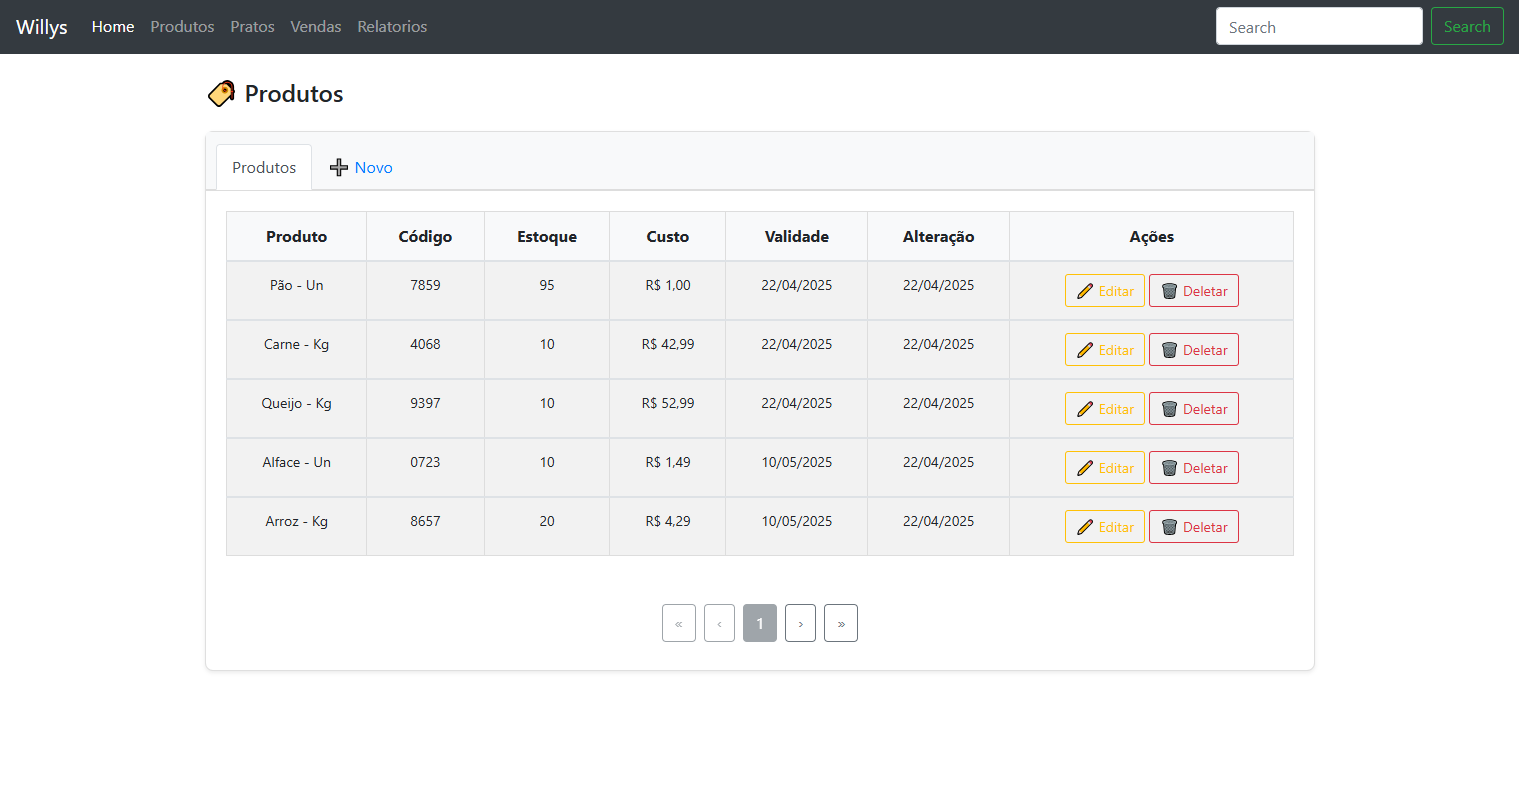 Willys Home Produtos Pratos Vendas Relatorios Search Search
Produtos
Produtos Novo
Produto Código Estoque Custo Validade Alteração Ações
Pão - Un 7859 95 R$ 1,00 22/04/2025 22/04/2025 Editar Deletar
Carne - Kg 4068 10 R$ 42,99 22/04/2025 22/04/2025 Editar Deletar
Queijo - Kg 9397 10 R$ 52,99 22/04/2025 22/04/2025 Editar Deletar
Alface - Un 0723 10 R$ 1,49 10/05/2025 22/04/2025 Editar Deletar
Arroz - Kg 8657 20 R$ 4,29 10/05/2025 22/04/2025 Editar Deletar
« ‹ 1 › »